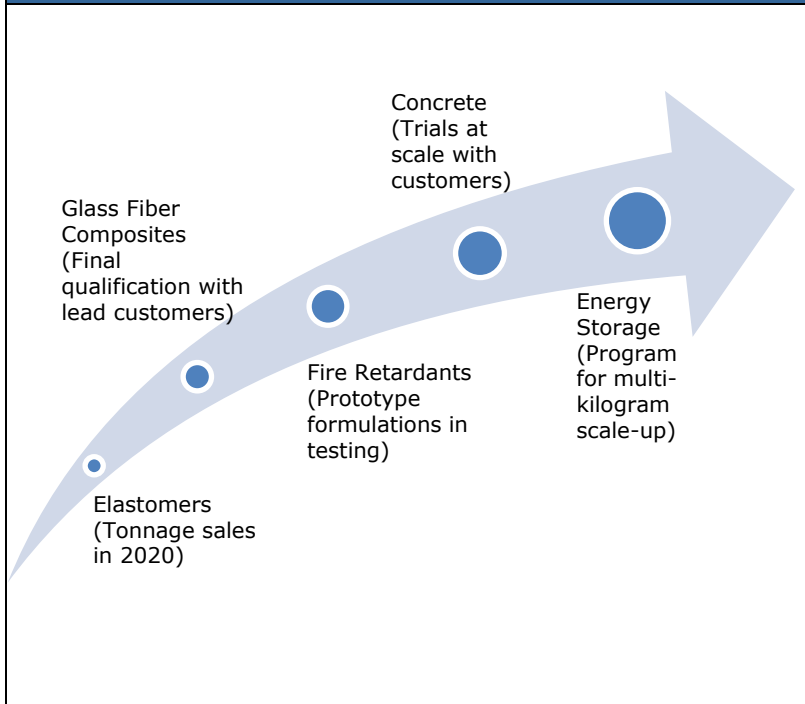 Concrete
(Trials at
scale with
customers)
Glass Fiber
Composites
(Final
qualification with
lead customers)
Energy
Storage
(Program
for multi-
kilogram
scale-up)
Fire Retardants
(Prototype
formulations in
testing)
Elastomers
(Tonnage sales
in 2020)